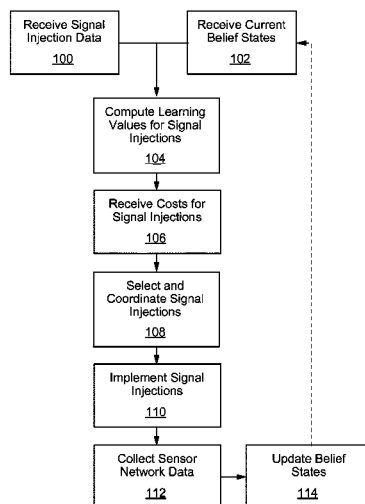 Receive Signal
Injection Data
100
Receive Current
Belief States
102
Compute Learning
Values for Signal
Injections
104
Receive Costs for
Signal Injections
106
Select and
Coordinate Signal
Injections
108
Implement Signal
Injections
110
Collect Sensor
Network Data
112
Update Belief
States
114